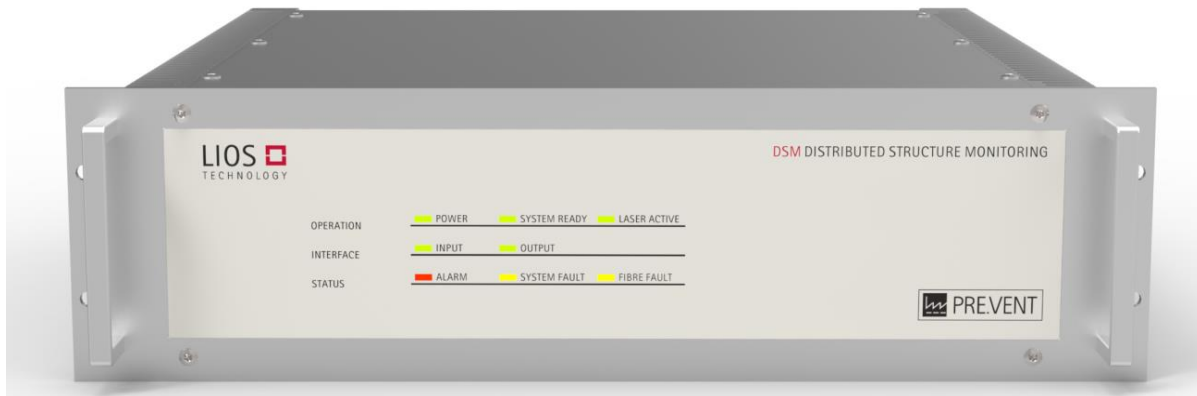 LIOS
TECHNOLOGY
DSM DISTRIBUTED STRUCTURE MONITORING
OPERATION POWER SYSTEM READY LASER ACTIVE
INTERFACE INPUT OUTPUT
STATUS ALARM SYSTEM FAULT FIBRE FAULT
PRE.VENT